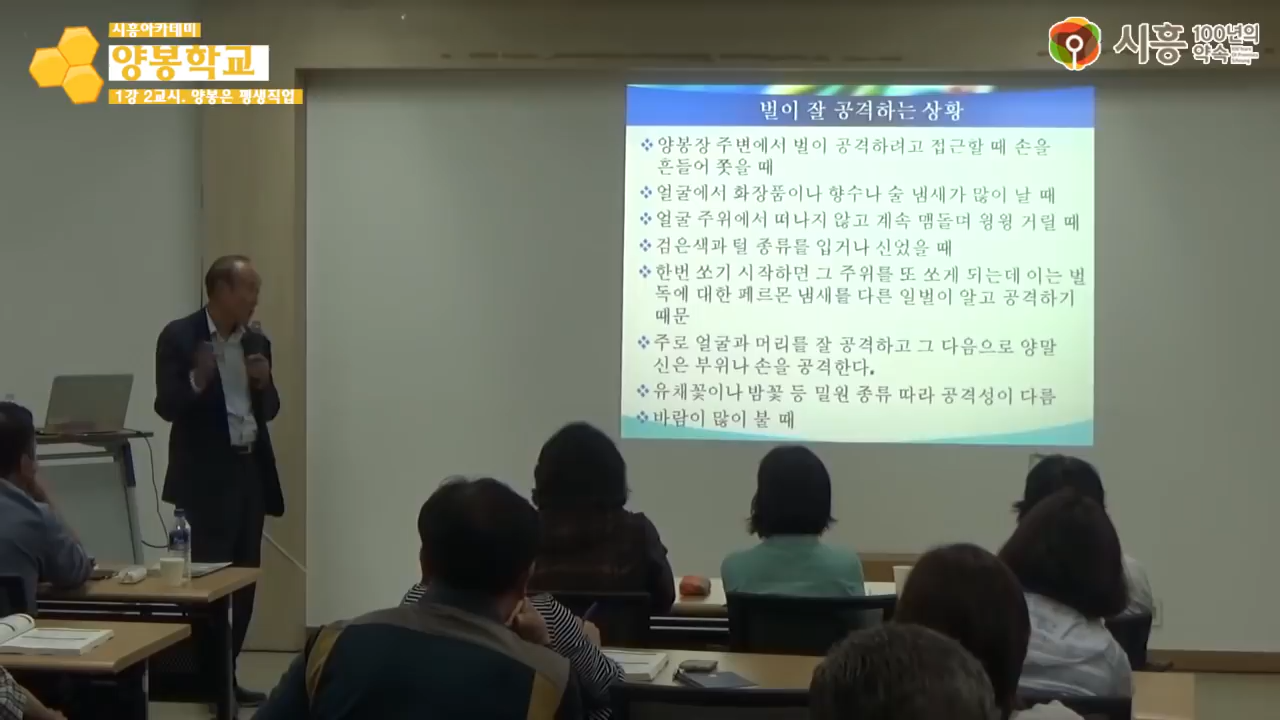 시흥아카데미
양봉학교
1강 2교시. 양봉은 평생직업
시흥
100년의
약속
벌이 잘 공격하는 상황
❖양봉장 주변에서 벌이 공격하려고 접근할 때 손을
흔들어 쫓을 때
❖얼굴에서 화장품이나 향수나 술 냄새가 많이 날 때
❖얼굴 주위에서 떠나지 않고 계속 맴돌며 윙윙 거릴 때
❖검은색과 털 종류를 입거나 신었을 때
❖한번 쏘기 시작하면 그 주위를 또 쏘게 되는데 이는 벌
독에 대한 페르몬 냄새를 다른 일벌이 알고 공격하기
때문
❖주로 얼굴과 머리를 잘 공격하고 그 다음으로 양말
신은 부위나 손을 공격한다.
❖유채꽃이나 밤꽃 등 밀원 종류 따라 공격성이 다름
❖바람이 많이 불 때